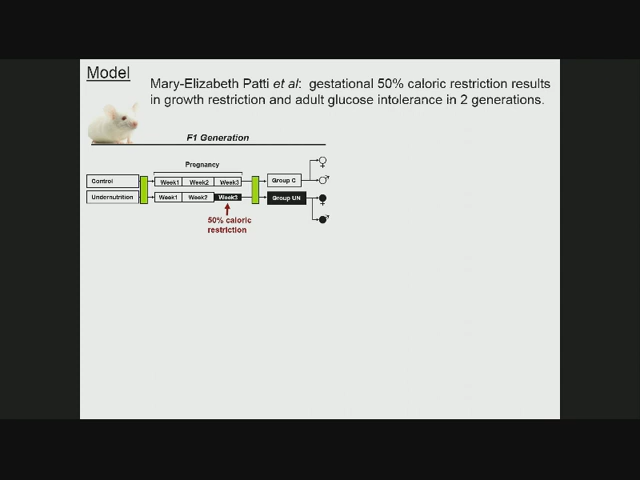 Model
Mary-Elizabeth Patti et al: gestational 50% caloric restriction results
in growth restriction and adult glucose intolerance in 2 generations.
F1 Generation
Pregnancy
Control Week1 Week2 Week3 Group C
Undernutrition Week1 Week2 Week3 Group UN
50% caloric
restriction